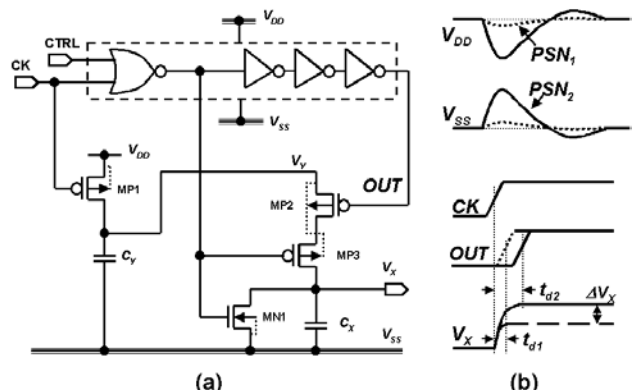 V_DD
CTRL
CK
V_SS
V_DD
V_Y
OUT
MP1
MP2
MP3
C_Y
V_X
MN1
C_X
V_SS
(a)
V_DD
PSN_1
PSN_2
V_SS
CK
OUT
t_d2
ΔV_X
V_X
t_d1
(b)